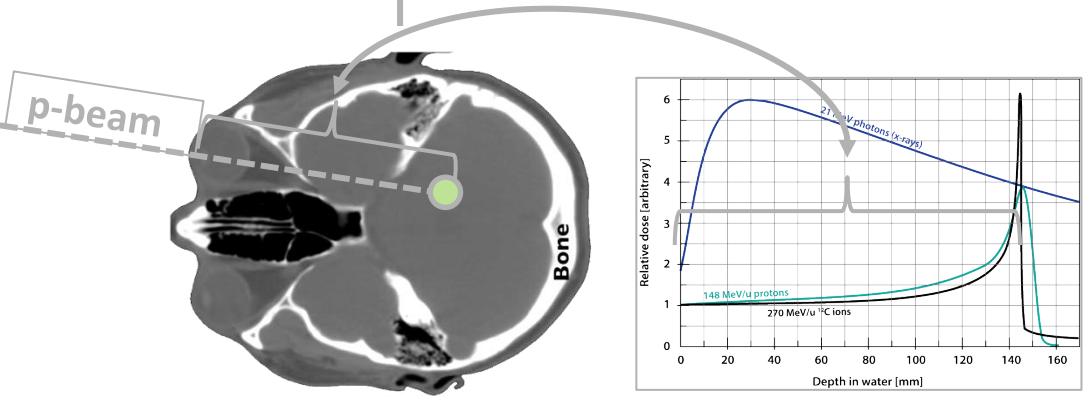 p-beam
Bone
Relative dose [arbitrary]
6
5
4
3
2
1
0
21 MeV photons (x-rays)
148 MeV/u protons
270 MeV/u ¹²C ions
0 20 40 60 80 100 120 140 160
Depth in water [mm]